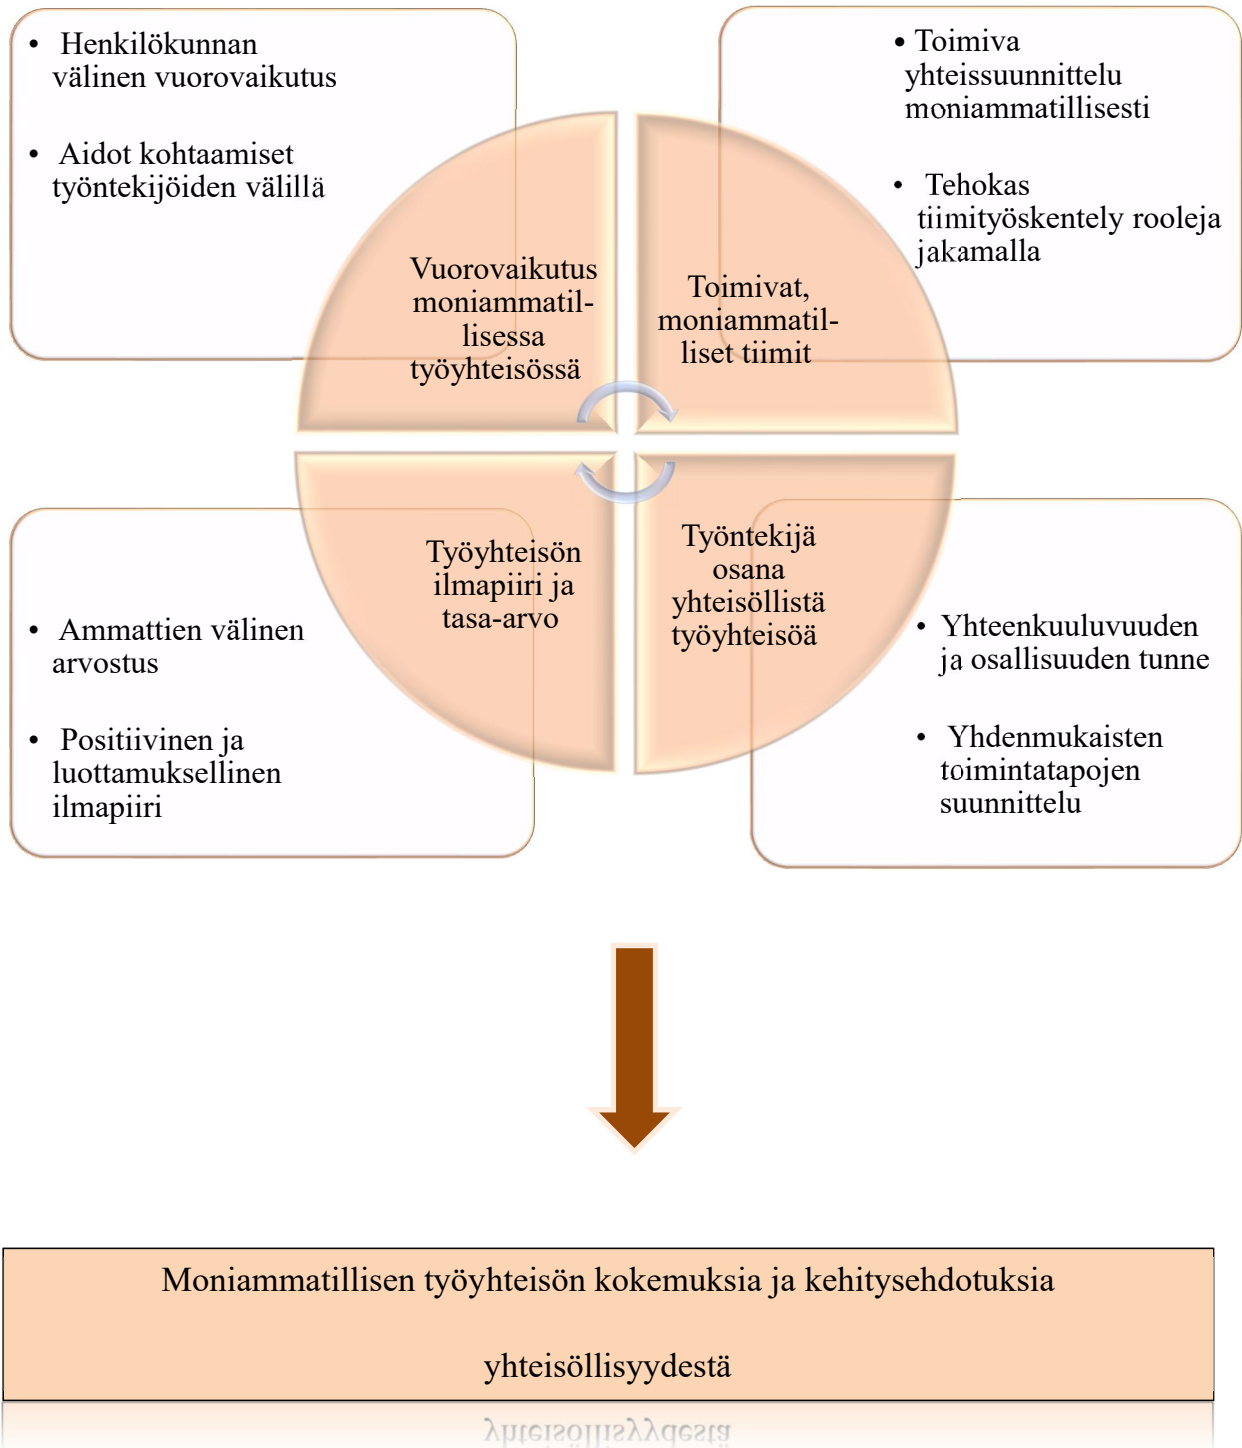 • Henkilökunnan
välinen vuorovaikutus
• Aidot kohtaamiset
työntekijöiden välillä
• Toimiva
yhteissuunnittelu
moniammatillisesti
• Tehokas
tiimityöskentely rooleja
jakamalla
Vuorovaikutus
moniammatil-
lisessa
työyhteisössä
Toimivat,
moniammatil-
liset tiimit
Työyhteisön
ilmapiiri ja
tasa-arvo
Työntekijä
osana
yhteisöllistä
työyhteisöä
• Ammattien välinen
arvostus
• Positiivinen ja
luottamuksellinen
ilmapiiri
• Yhteenkuuluvuuden
ja osallisuuden tunne
• Yhdenmukaisten
toimintatapojen
suunnittelu
Moniammatillisen työyhteisön kokemuksia ja kehitysehdotuksia
yhteisöllisyydestä